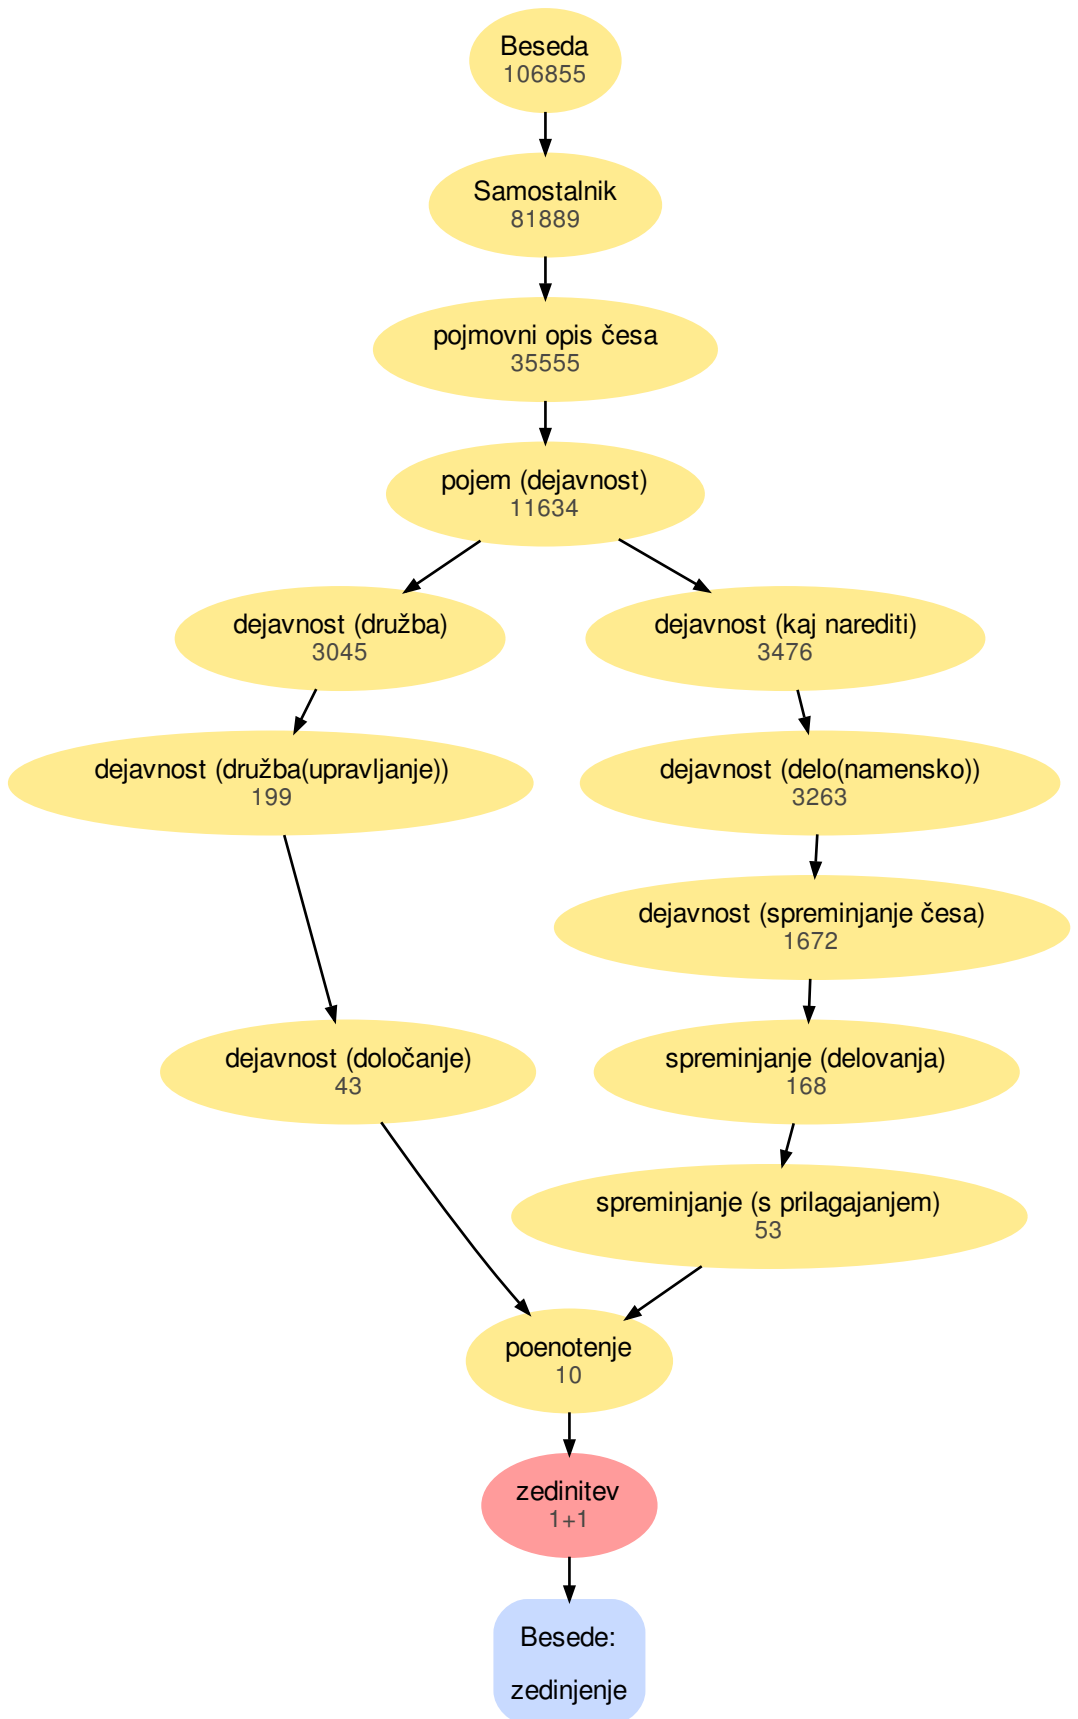 Beseda
106855
Samostalnik
81889
pojmovni opis česa
35555
pojem (dejavnost)
11634
dejavnost (družba)
3045
dejavnost (kaj narediti)
3476
dejavnost (družba(upravljanje))
199
dejavnost (delo(namensko))
3263
dejavnost (spreminjanje česa)
1672
dejavnost (določanje)
43
spreminjanje (delovanja)
168
spreminjanje (s prilagajanjem)
53
poenotenje
10
zedinitev
1+1
Besede:
zedinjenje